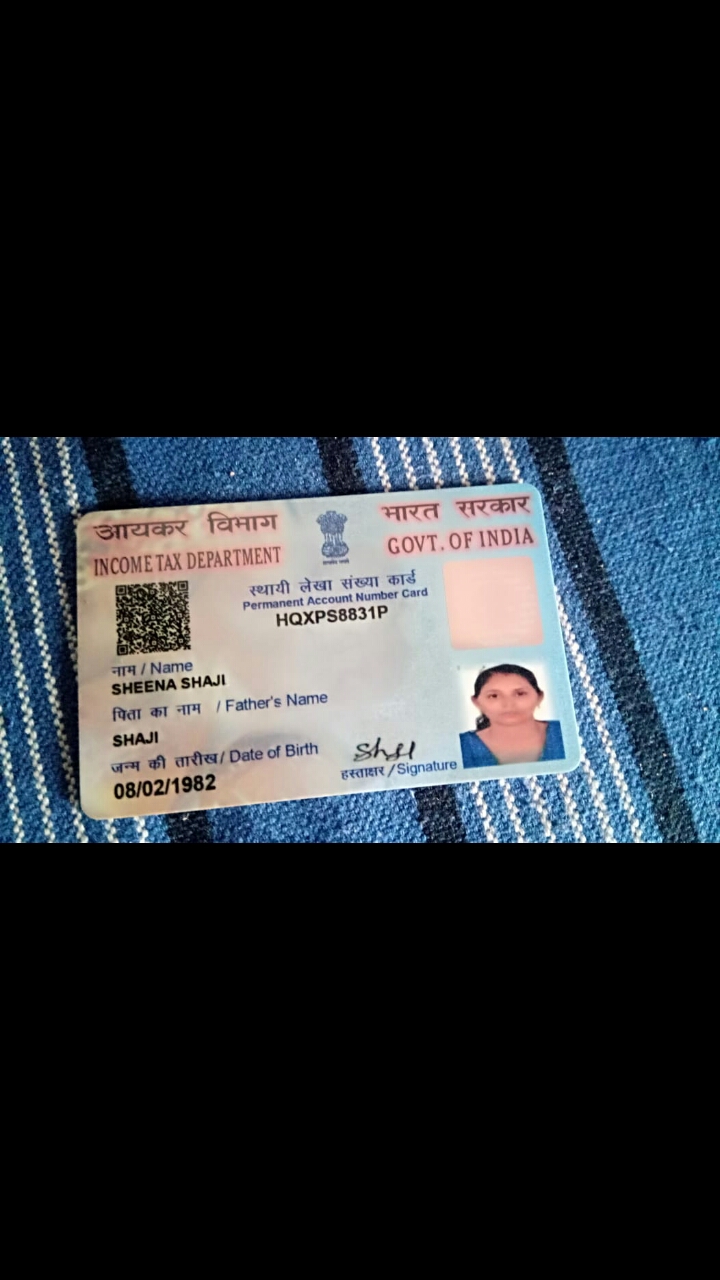 आयकर विभाग
भारत सरकार
INCOME TAX DEPARTMENT
GOVT. OF INDIA
स्थायी लेखा संख्या कार्ड
Permanent Account Number Card
HQXPS8831P
नाम / Name
SHEENA SHAJI
पिता का नाम / Father's Name
SHAJI
जन्म की तारीख / Date of Birth
08/02/1982
हस्ताक्षर / Signature